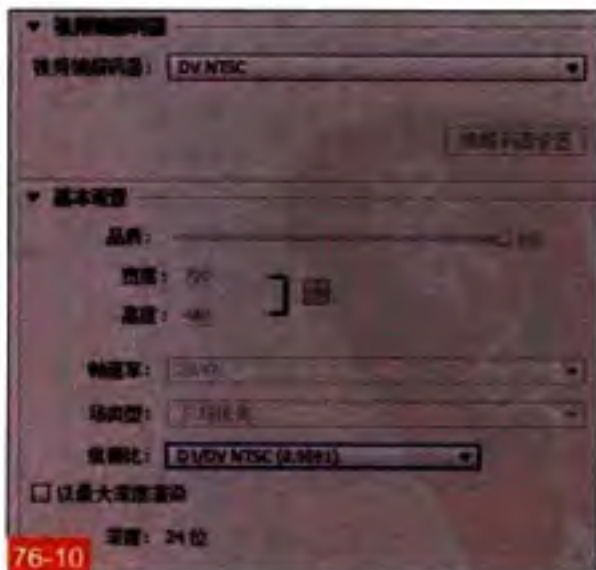 ▼ 视频编解码器
视频编解码器： DV NTSC
▼ 基本设置
品质：
宽度： 720
高度： 480
帧速率：
场类型：
纵横比： D1/DV NTSC (0.9091)
以最大深度渲染
深度： 24 位
76-10